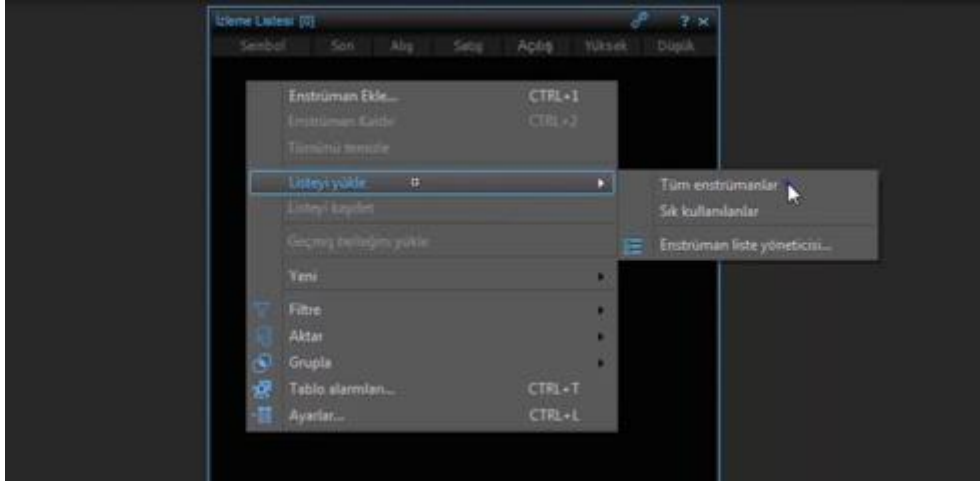 İzleme Listesi [0] ? ×
Sembol Son Alış Satış Açılış Yüksek Düşük
Enstrüman Ekle... CTRL+1
Enstrüman Kaldır CTRL+2
Tümünü temizle
Listeyi yükle
Tüm enstrümanlar
Listeyi kaydet
Sık kullanılanlar
Geçmiş belleğini yükle
Enstrüman liste yöneticisi...
Yeni
Filtre
Aktar
Grupla
Tablo alarmları... CTRL+T
Ayarlar... CTRL+L